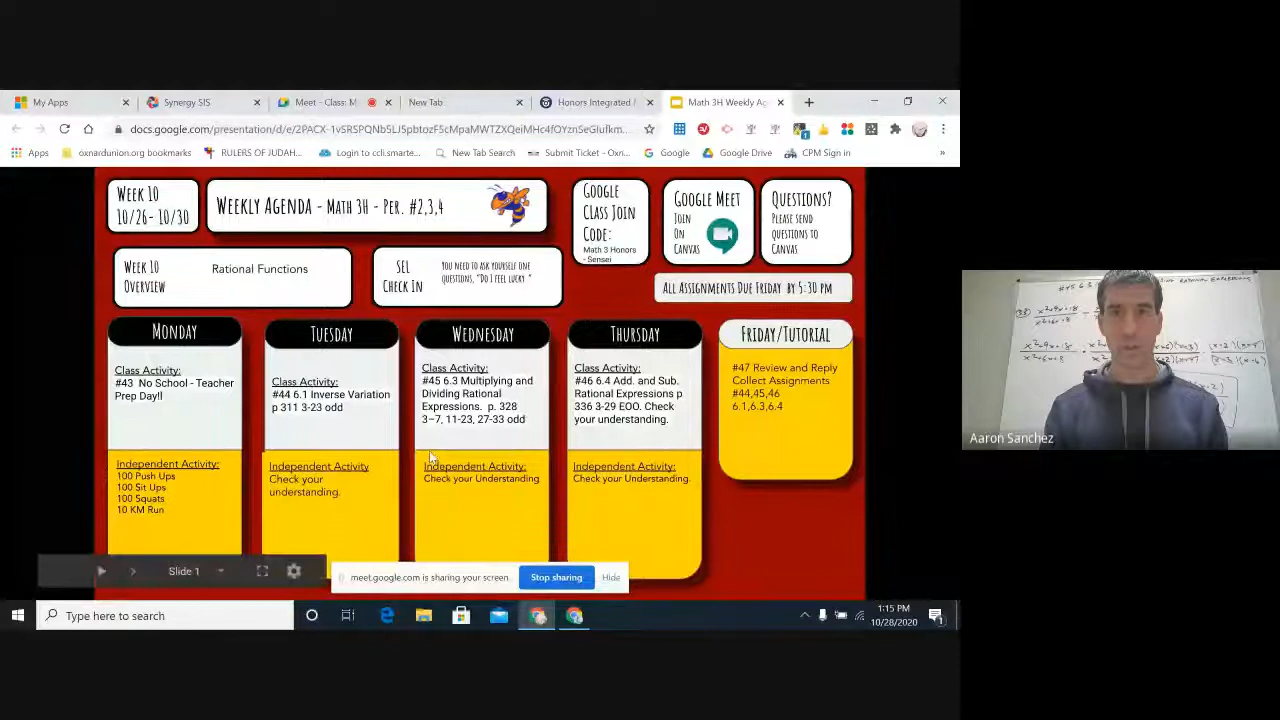 My Apps
Synergy SIS
Meet - Class: M
New Tab
Honors Integrated
Math 3H Weekly Ag
docs.google.com/presentation/d/e/2PACX-
Apps
oxnardunion.org bookmarks
RULERS OF JUDAH...
Login to ccli.smarte...
New Tab Search
Submit Ticket - Oxn...
Google
Google Drive
CPM Sign in
»
Week 10
10/26- 10/30
Weekly Agenda - Math 3H - Per. #2,3,4
Google
Class Join
Code:
Math 3 Honors
- Sensei
Google Meet
Join
On
Canvas
Questions?
Please send
questions to
Canvas
Week 10
Overview
Rational Functions
SEL
Check In
You need to ask yourself one
questions, "Do I feel lucky "
All Assignments Due Friday by 5:30 pm
Monday
Class Activity:
#43 No School - Teacher
Prep Day!!
Independent Activity:
100 Push Ups
100 Sit Ups
100 Squats
10 KM Run
Tuesday
Class Activity:
#44 6.1 Inverse Variation
p 311 3-23 odd
Independent Activity
Check your
understanding.
Wednesday
Class Activity:
#45 6.3 Multiplying and
Dividing Rational
Expressions. p. 328
3–7, 11-23, 27-33 odd
Independent Activity:
Check your Understanding
Thursday
Class Activity:
#46 6.4 Add. and Sub.
Rational Expressions p
336 3-29 EOO. Check
your understanding.
Independent Activity:
Check your Understanding.
Friday/Tutorial
#47 Review and Reply
Collect Assignments
#44,45,46
6.1,6.3,6.4
Slide 1
meet.google.com is sharing your screen.
Stop sharing
Hide
Type here to search
1:15 PM
10/28/2020
Aaron Sanchez